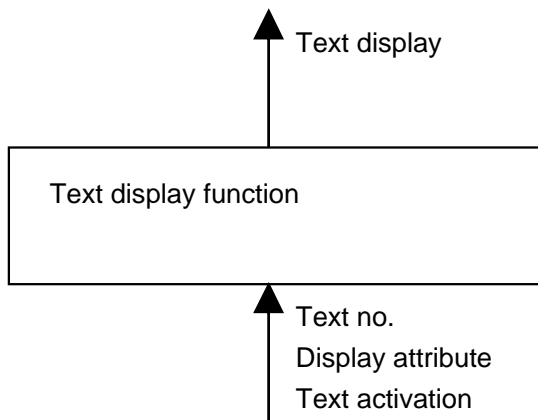 Text display
Text display function
Text no.
Display attribute
Text activation